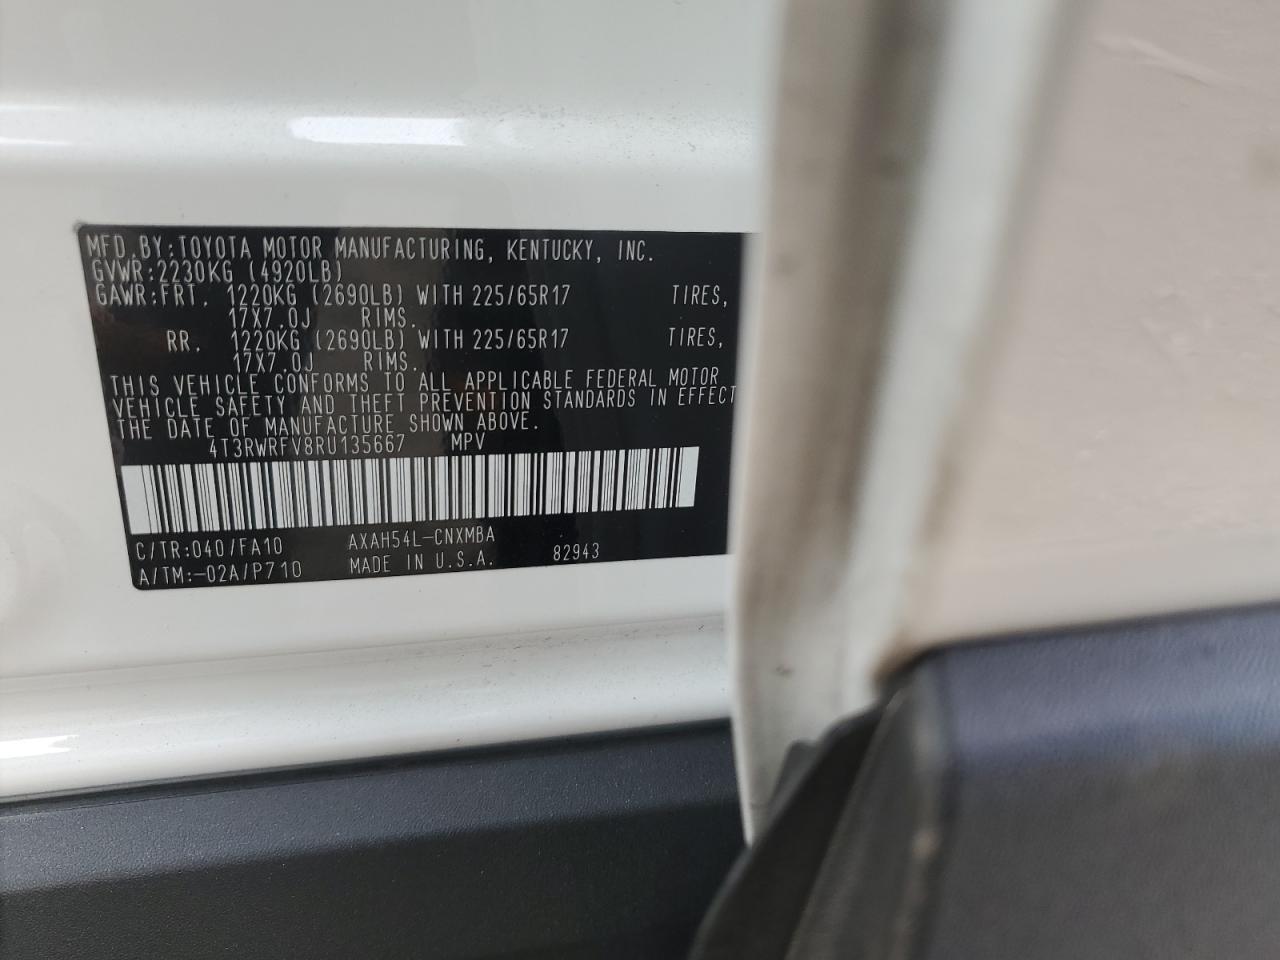 MFD.BY:TOYOTA MOTOR MANUFACTURING, KENTUCKY, INC.
GVWR:2230KG (4920LB)
GAWR:FRT. 1220KG (2690LB) WITH 225/65R17 TIRES,
17X7.0J RIMS.
RR. 1220KG (2690LB) WITH 225/65R17 TIRES,
17X7.0J RIMS.
THIS VEHICLE CONFORMS TO ALL APPLICABLE FEDERAL MOTOR
VEHICLE SAFETY AND THEFT PREVENTION STANDARDS IN EFFECT
THE DATE OF MANUFACTURE SHOWN ABOVE.
4T3RWRFV8RU135667 MPV
C/TR:040/FA10 AXAH54L-CNXMBA
A/TM:-02A/P710 MADE IN U.S.A. 82943